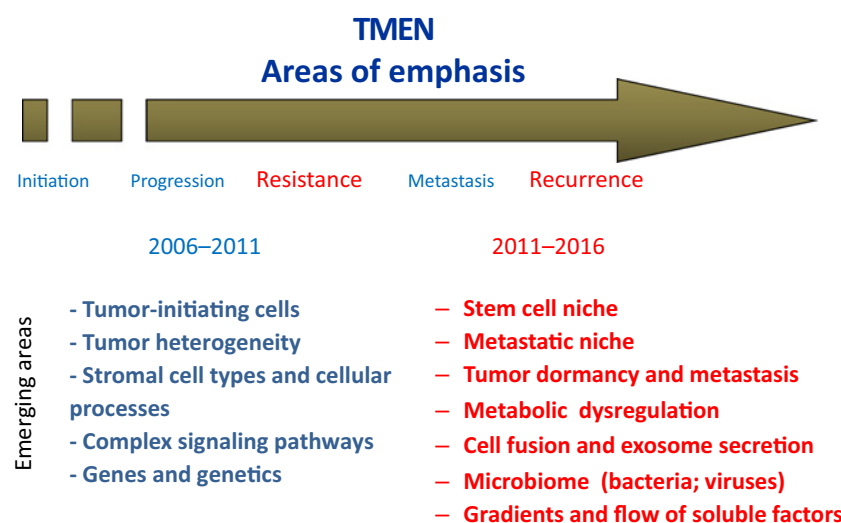 TMEN
Areas of emphasis
Initiation Progression Resistance Metastasis Recurrence
2006–2011 2011–2016
Emerging areas
- Tumor-initiating cells
- Tumor heterogeneity
- Stromal cell types and cellular
processes
- Complex signaling pathways
- Genes and genetics
– Stem cell niche
– Metastatic niche
– Tumor dormancy and metastasis
– Metabolic dysregulation
– Cell fusion and exosome secretion
– Microbiome (bacteria; viruses)
– Gradients and flow of soluble factors